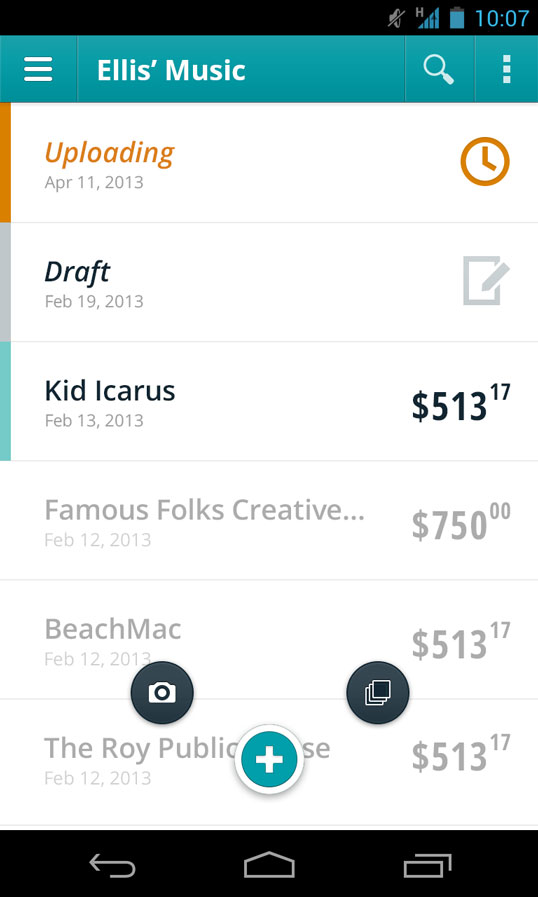 H
10:07
Ellis’ Music
Uploading
Apr 11, 2013
Draft
Feb 19, 2013
Kid Icarus
Feb 13, 2013
$513 17
Famous Folks Creative...
Feb 12, 2013
$750 00
BeachMac
Feb 12, 2013
$513 17
The Roy Public
Feb 12, 2013
$513 17